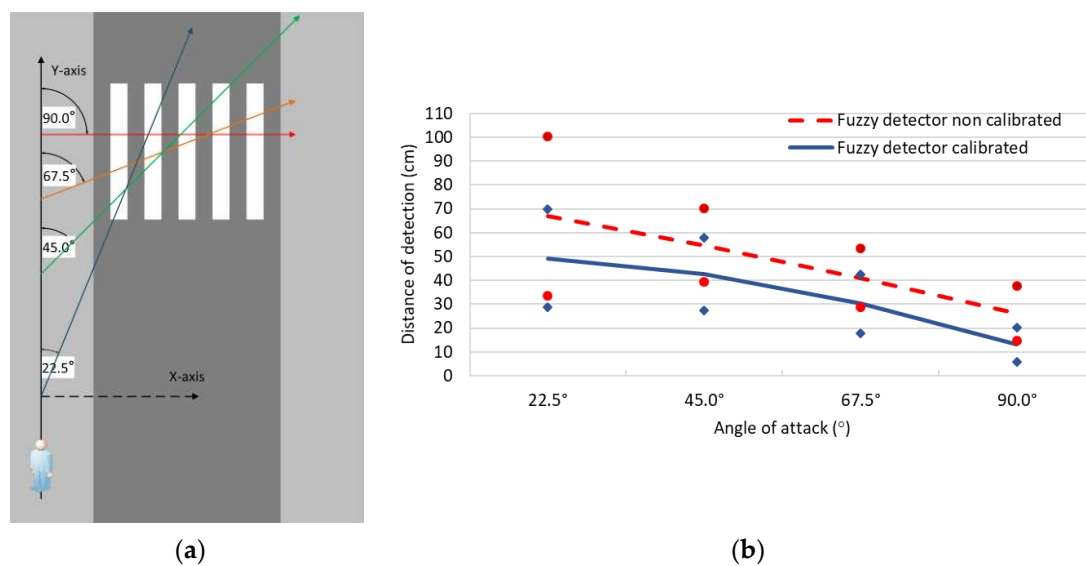 Y-axis
90.0°
67.5°
45.0°
22.5°
X-axis
(a)
110
100
90
80
70
60
50
40
30
20
10
0
Distance of detection (cm)
Fuzzy detector non calibrated
Fuzzy detector calibrated
22.5° 45.0° 67.5° 90.0°
Angle of attack (°)
(b)